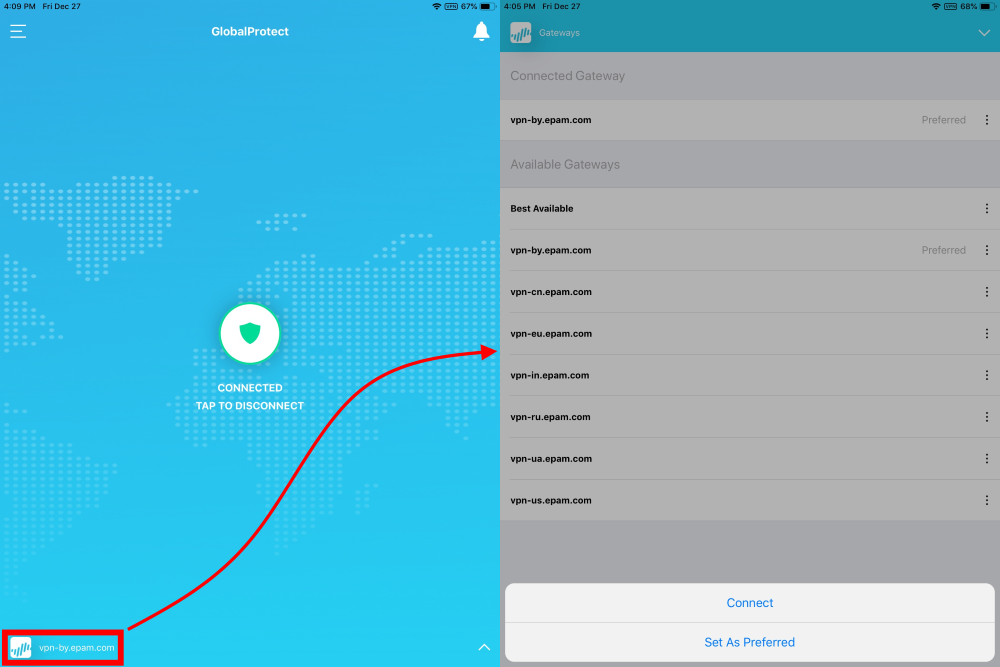 4:09 PM Fri Dec 27
VPN 67%
GlobalProtect
CONNECTED
TAP TO DISCONNECT
vpn-by.epam.com
4:05 PM Fri Dec 27
VPN 68%
Gateways
Connected Gateway
vpn-by.epam.com Preferred
Available Gateways
Best Available
vpn-by.epam.com Preferred
vpn-cn.epam.com
vpn-eu.epam.com
vpn-in.epam.com
vpn-ru.epam.com
vpn-ua.epam.com
vpn-us.epam.com
Connect
Set As Preferred